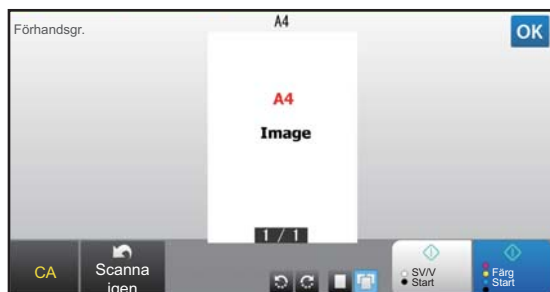 Förhandsgr.
A4
OK
A4
Image
1 / 1
CA
Scanna
igen
SV/V
Start
Färg
Start